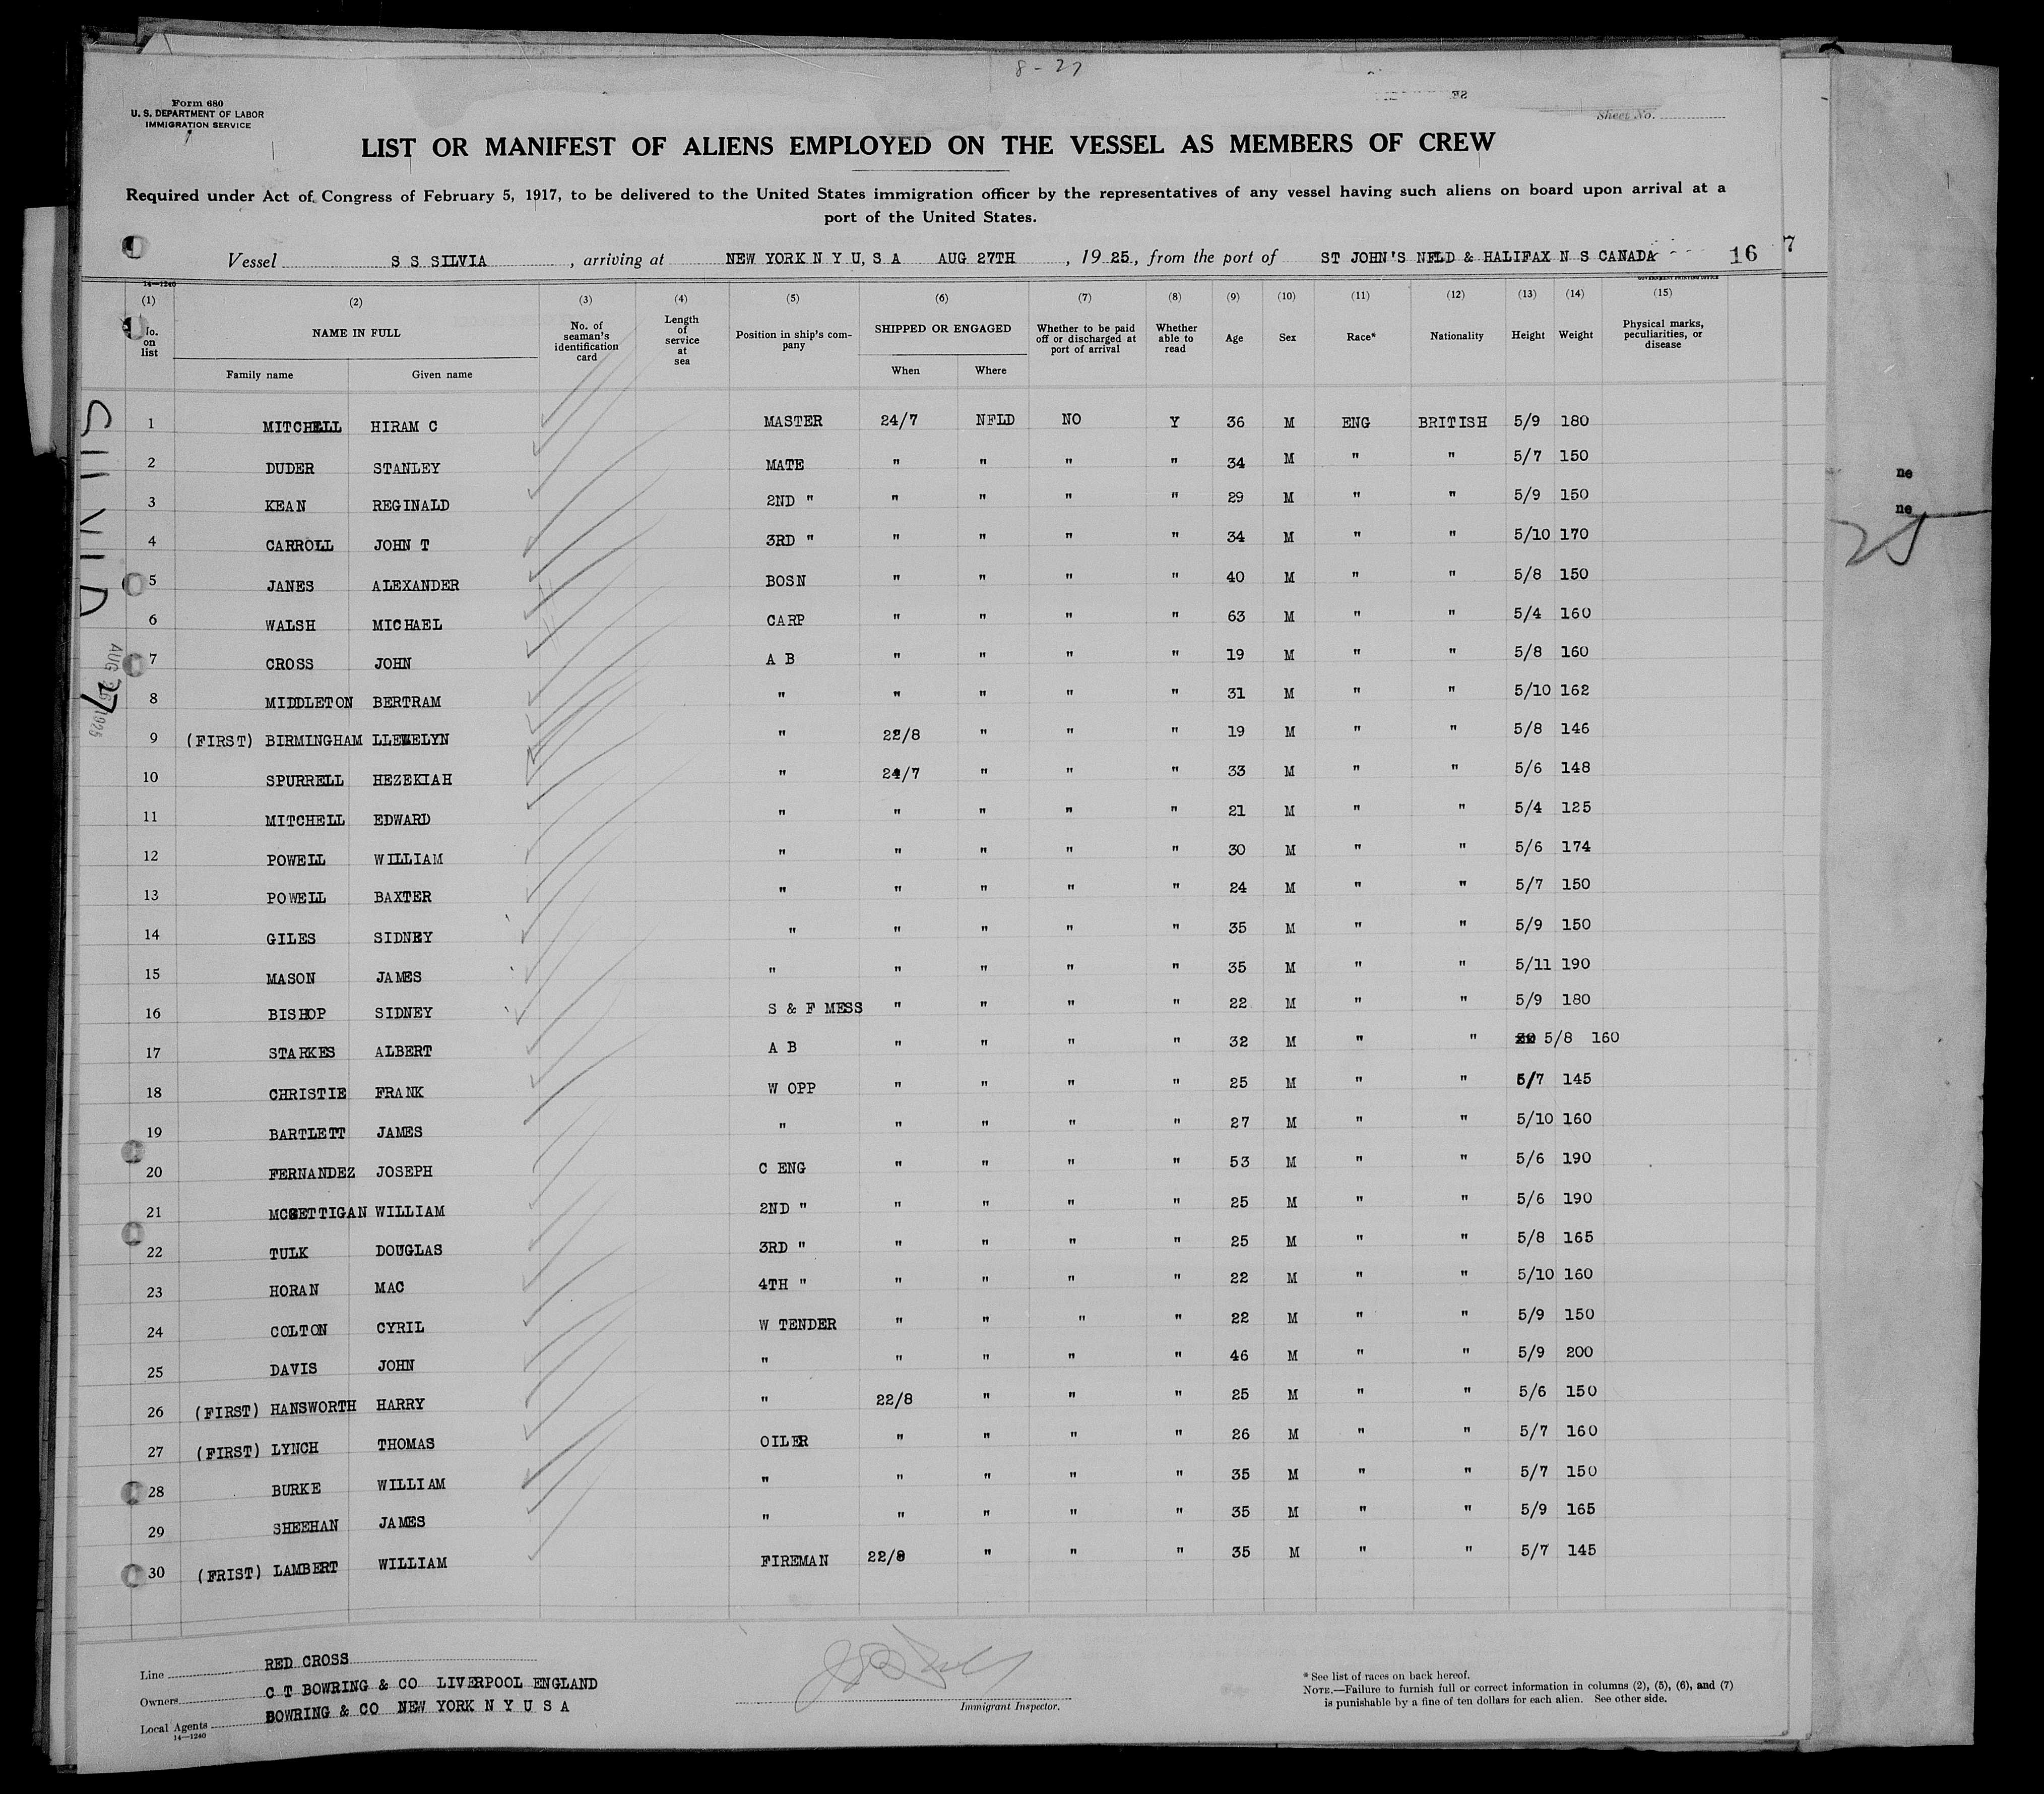 8-27
Form 680
U. S. DEPARTMENT OF LABOR
IMMIGRATION SERVICE
Sheet No.
LIST OR MANIFEST OF ALIENS EMPLOYED ON THE VESSEL AS MEMBERS OF CREW
Required under Act of Congress of February 5, 1917, to be delivered to the United States immigration officer by the representatives of any vessel having such aliens on board upon arrival at a
port of the United States.
Vessel S S SILVIA , arriving at NEW YORK N Y U, S A AUG 27TH , 1925, from the port of ST JOHN'S NFLD & HALIFAX N S CANADA 16 7
14—1240 GOVERNMENT PRINTING OFFICE
(1) (2) (3) (4) (5) (6) (7) (8) (9) (10) (11) (12) (13) (14) (15)
No. on list NAME IN FULL No. of seaman's identification card Length of service at sea Position in ship's company SHIPPED OR ENGAGED Whether to be paid off or discharged at port of arrival Whether able to read Age Sex Race* Nationality Height Weight Physical marks, peculiarities, or disease
Family name Given name When Where
1 MITCHELL HIRAM C MASTER 24/7 NFLD NO Y 36 M ENG BRITISH 5/9 180
2 DUDER STANLEY MATE " " " " 34 M " " 5/7 150
3 KEAN REGINALD 2ND " " " " " 29 M " " 5/9 150
4 CARROLL JOHN T 3RD " " " " " 34 M " " 5/10 170
5 JANES ALEXANDER BOSN " " " " 40 M " " 5/8 150
6 WALSH MICHAEL CARP " " " " 63 M " " 5/4 160
7 CROSS JOHN A B " " " " 19 M " " 5/8 160
8 MIDDLETON BERTRAM " " " " " 31 M " " 5/10 162
9 (FIRST) BIRMINGHAM LLEWELYN " 22/8 " " " 19 M " " 5/8 146
10 SPURRELL HEZEKIAH " 24/7 " " " 33 M " " 5/6 148
11 MITCHELL EDWARD " " " " " 21 M " " 5/4 125
12 POWELL WILLIAM " " " " " 30 M " " 5/6 174
13 POWELL BAXTER " " " " " 24 M " " 5/7 150
14 GILES SIDNEY " " " " " 35 M " " 5/9 150
15 MASON JAMES " " " " " 35 M " " 5/11 190
16 BISHOP SIDNEY S & F MESS " " " " 22 M " " 5/9 180
17 STARKES ALBERT A B " " " " 32 M " " 5/8 160
18 CHRISTIE FRANK W OPP " " " " 25 M " " 5/7 145
19 BARTLETT JAMES " " " " " 27 M " " 5/10 160
20 FERNANDEZ JOSEPH C ENG " " " " 53 M " " 5/6 190
21 MCGETTIGAN WILLIAM 2ND " " " " " 25 M " " 5/6 190
22 TULK DOUGLAS 3RD " " " " " 25 M " " 5/8 165
23 HORAN MAC 4TH " " " " " 22 M " " 5/10 160
24 COLTON CYRIL W TENDER " " " " 22 M " " 5/9 150
25 DAVIS JOHN " " " " " 46 M " " 5/9 200
26 (FIRST) HANSWORTH HARRY " 22/8 " " " 25 M " " 5/6 150
27 (FIRST) LYNCH THOMAS OILER " " " " 26 M " " 5/7 160
28 BURKE WILLIAM " " " " " 35 M " " 5/7 150
29 SHEEHAN JAMES " " " " " 35 M " " 5/9 165
30 (FRIST) LAMBERT WILLIAM FIREMAN 22/8 " " " 35 M " " 5/7 145
SILVIA
27
ne
ne
25
Line RED CROSS
Owners C T BOWRING & CO LIVERPOOL ENGLAND
Local Agents BOWRING & CO NEW YORK N Y U S A
14—1240
Immigrant Inspector.
* See list of races on back hereof.
NOTE.—Failure to furnish full or correct information in columns (2), (5), (6), and (7)
is punishable by a fine of ten dollars for each alien. See other side.